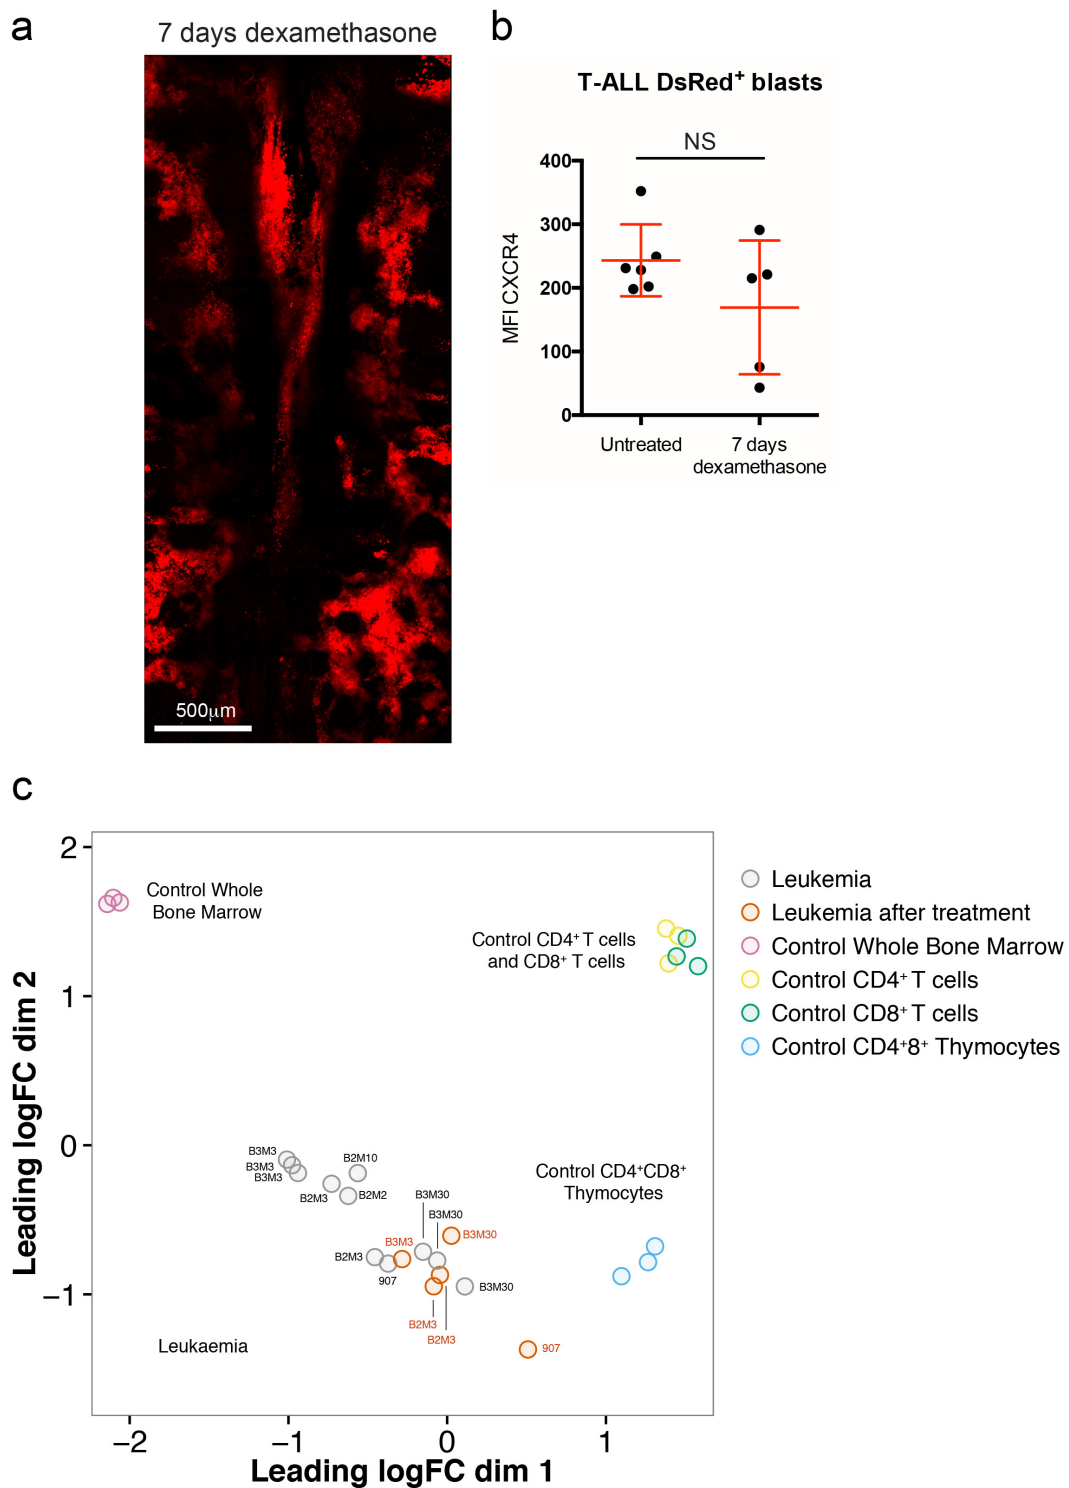 a
7 days dexamethasone
500μm
b
T-ALL DsRed⁺ blasts
NS
400
300
200
100
0
MFI CXCR4
Untreated
7 days
dexamethasone
c
2
1
0
−1
Leading logFC dim 2
Control Whole
Bone Marrow
Control CD4⁺ T cells
and CD8⁺ T cells
B3M3
B3M3
B3M3
B2M10
B2M3
B2M2
B3M30
B3M30
B3M3
B3M30
B2M3
907
B3M30
B2M3
B2M3
907
Control CD4⁺CD8⁺
Thymocytes
Leukaemia
−2
−1
0
1
Leading logFC dim 1
Leukemia
Leukemia after treatment
Control Whole Bone Marrow
Control CD4⁺ T cells
Control CD8⁺ T cells
Control CD4⁺8⁺ Thymocytes